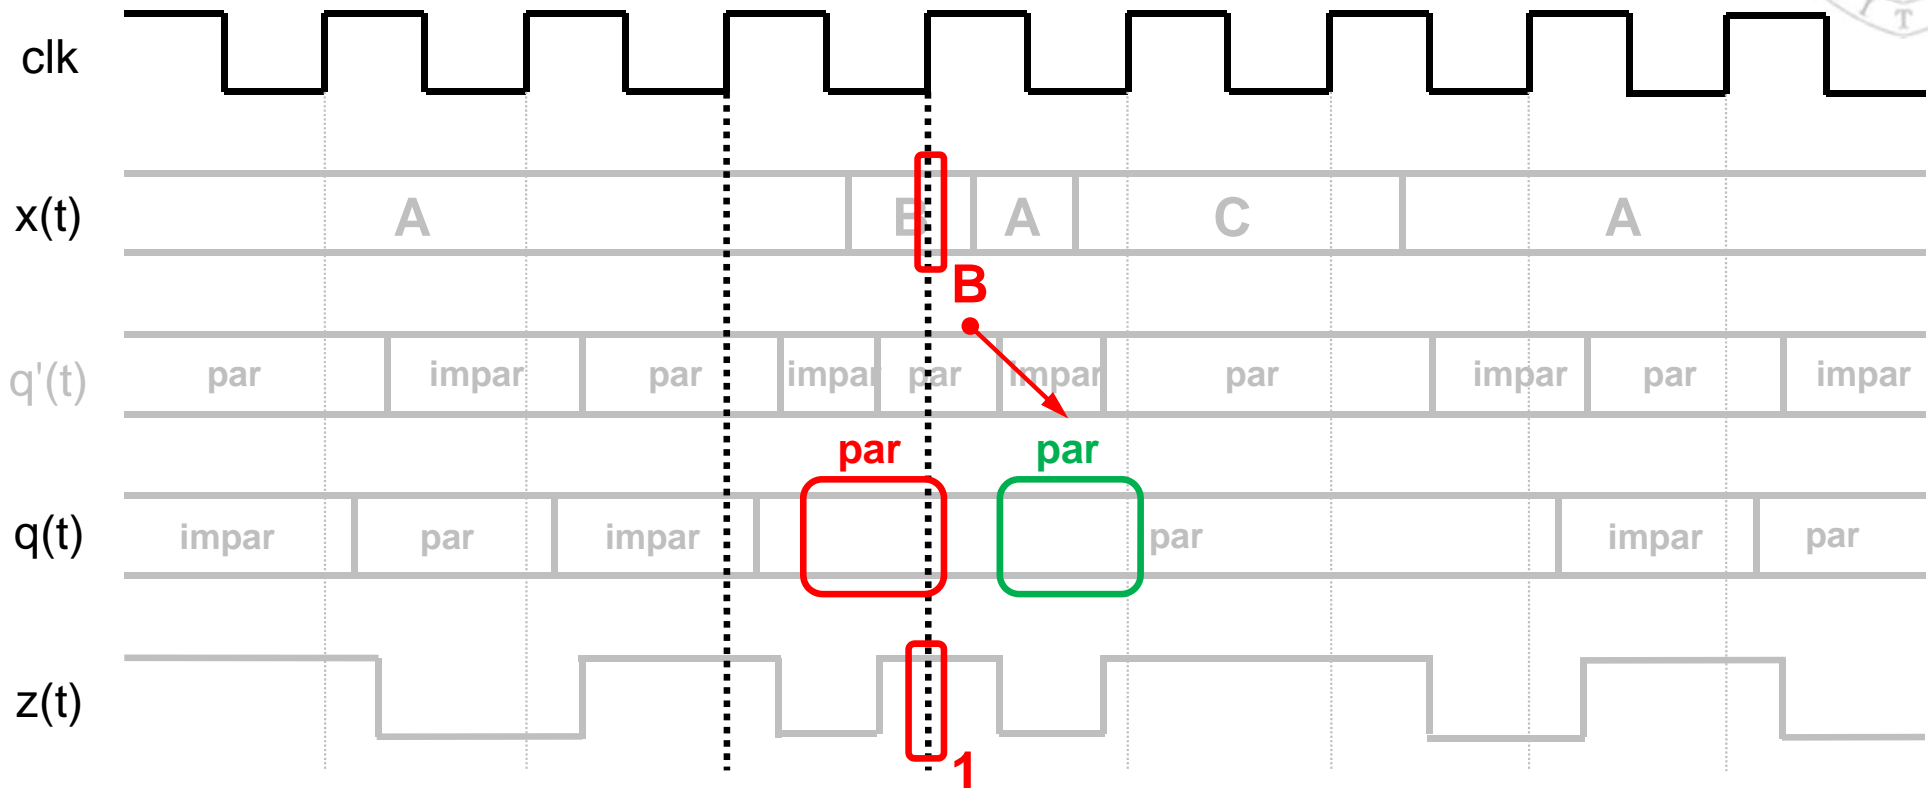 T
clk
x(t) A B A C A
B
q'(t) par impar par impar par impar par impar par impar
par par
q(t) impar par impar par impar par
z(t)
1